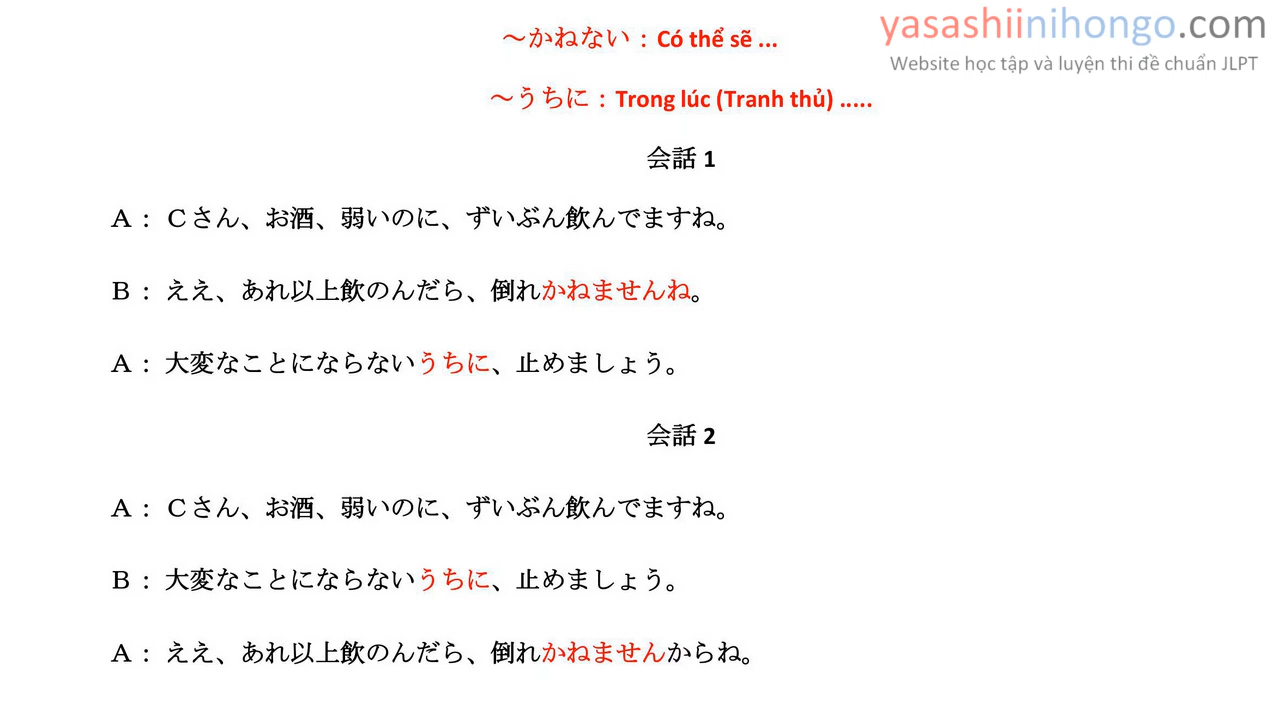 yasashiinihongo.com
Website học tập và luyện thi đề chuẩn JLPT
～かねない：Có thể sẽ ...
～うちに：Trong lúc (Tranh thủ) .....
会話 1
Ａ： Ｃさん、お酒、弱いのに、ずいぶん飲んでますね。
Ｂ： ええ、あれ以上飲のんだら、倒れかねませんね。
Ａ： 大変なことにならないうちに、止めましょう。
会話 2
Ａ： Ｃさん、お酒、弱いのに、ずいぶん飲んでますね。
Ｂ： 大変なことにならないうちに、止めましょう。
Ａ： ええ、あれ以上飲のんだら、倒れかねませんからね。